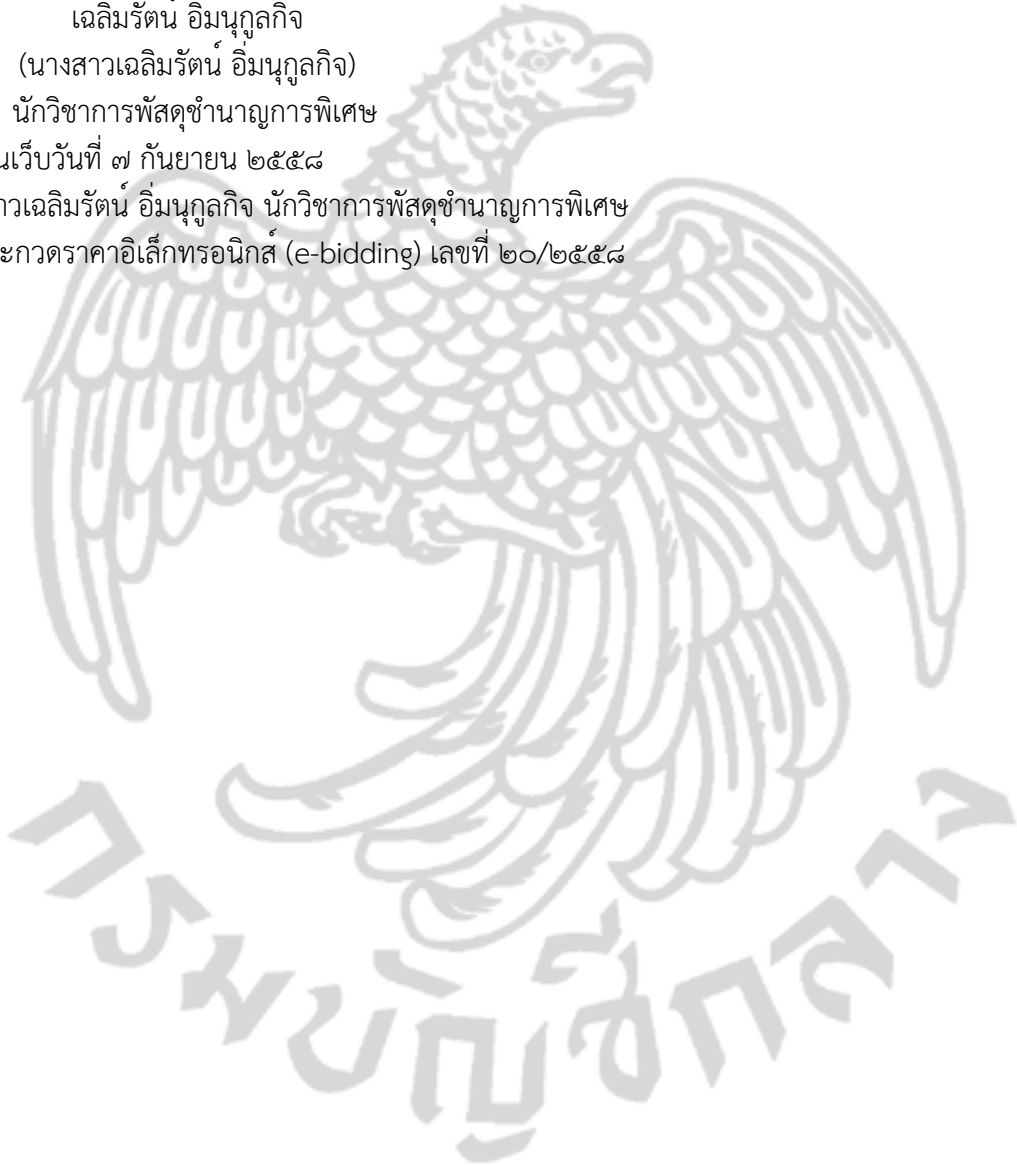 เฉลิมรัตน์ อิ่มนุกูลกิจ
(นางสาวเฉลิมรัตน์ อิ่มนุกูลกิจ)
นักวิชาการพัสดุชำนาญการพิเศษ
นเว็บวันที่ ๗ กันยายน ๒๕๕๘
าวเฉลิมรัตน์ อิ่มนุกูลกิจ นักวิชาการพัสดุชำนาญการพิเศษ
ะกวดราคาอิเล็กทรอนิกส์ (e-bidding) เลขที่ ๒๐/๒๕๕๘
กรมบัญชีกลาง